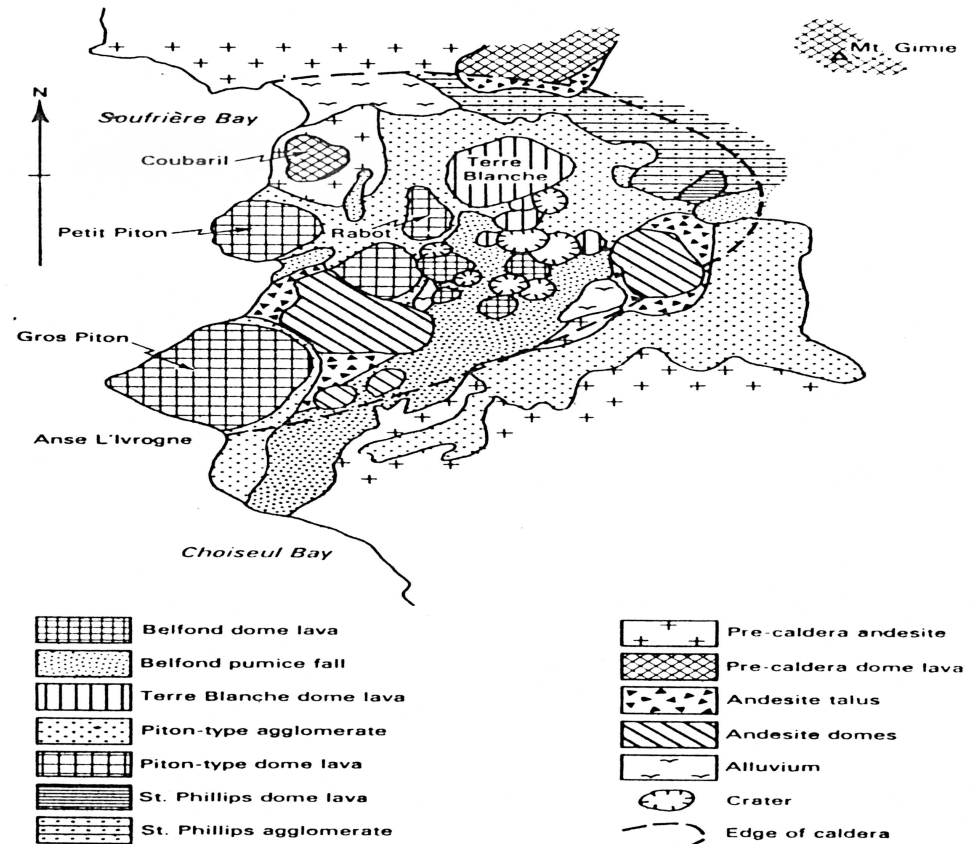 Mt. Gimie
N
Soufrière Bay
Coubaril
Terre
Blanche
Petit Piton
Rabot
Gros Piton
Anse L'Ivrogne
Choiseul Bay
Belfond dome lava
Belfond pumice fall
Terre Blanche dome lava
Piton-type agglomerate
Piton-type dome lava
St. Phillips dome lava
St. Phillips agglomerate
Pre-caldera andesite
Pre-caldera dome lava
Andesite talus
Andesite domes
Alluvium
Crater
Edge of caldera